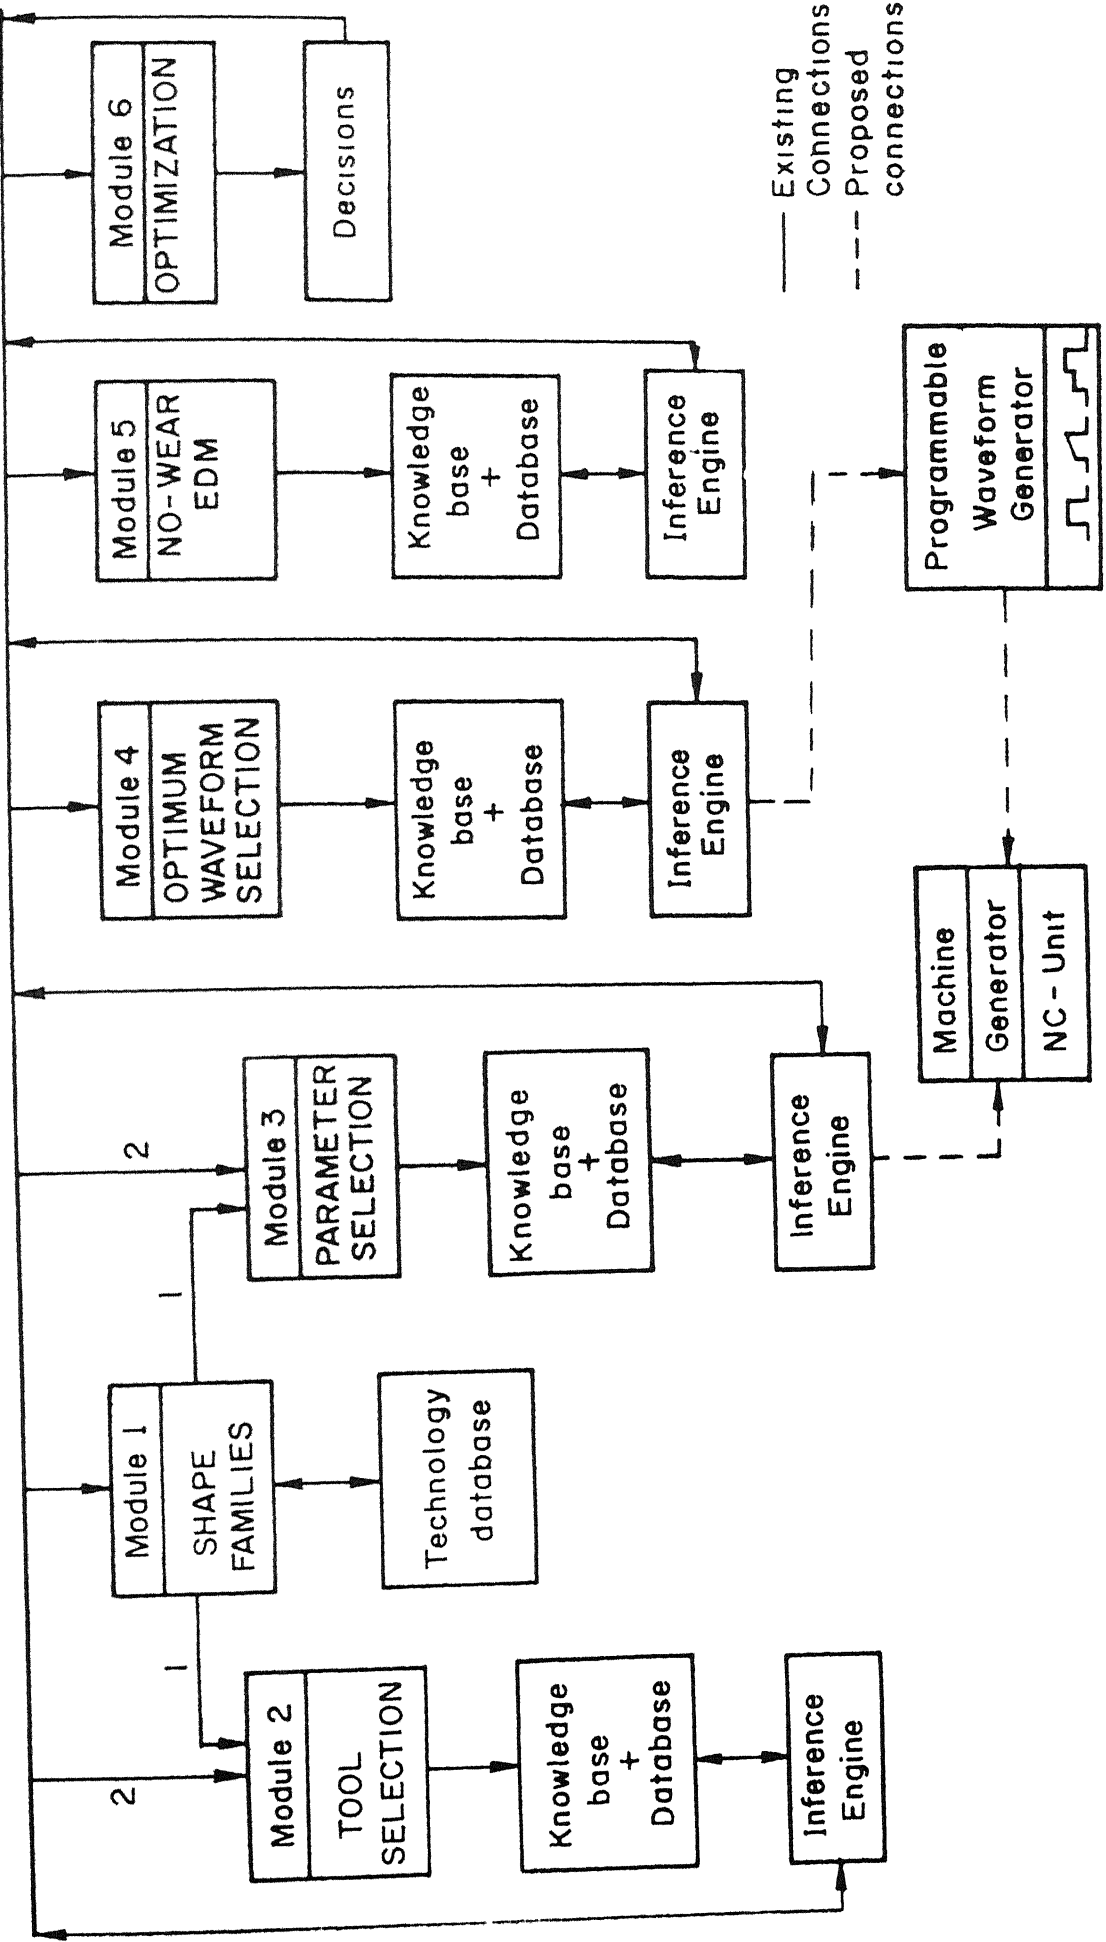 2
1
1
2
Module 2
TOOL
SELECTION
Knowledge
base
+
Database
Inference
Engine
Module 1
SHAPE
FAMILIES
Technology
database
Module 3
PARAMETER
SELECTION
Knowledge
base
+
Database
Inference
Engine
Module 4
OPTIMUM
WAVEFORM
SELECTION
Knowledge
base
+
Database
Inference
Engine
Module 5
NO-WEAR
EDM
Knowledge
base
+
Database
Inference
Engine
Module 6
OPTIMIZATION
Decisions
Machine
Generator
NC-Unit
Programmable
Waveform
Generator
Existing
Connections
Proposed
connections